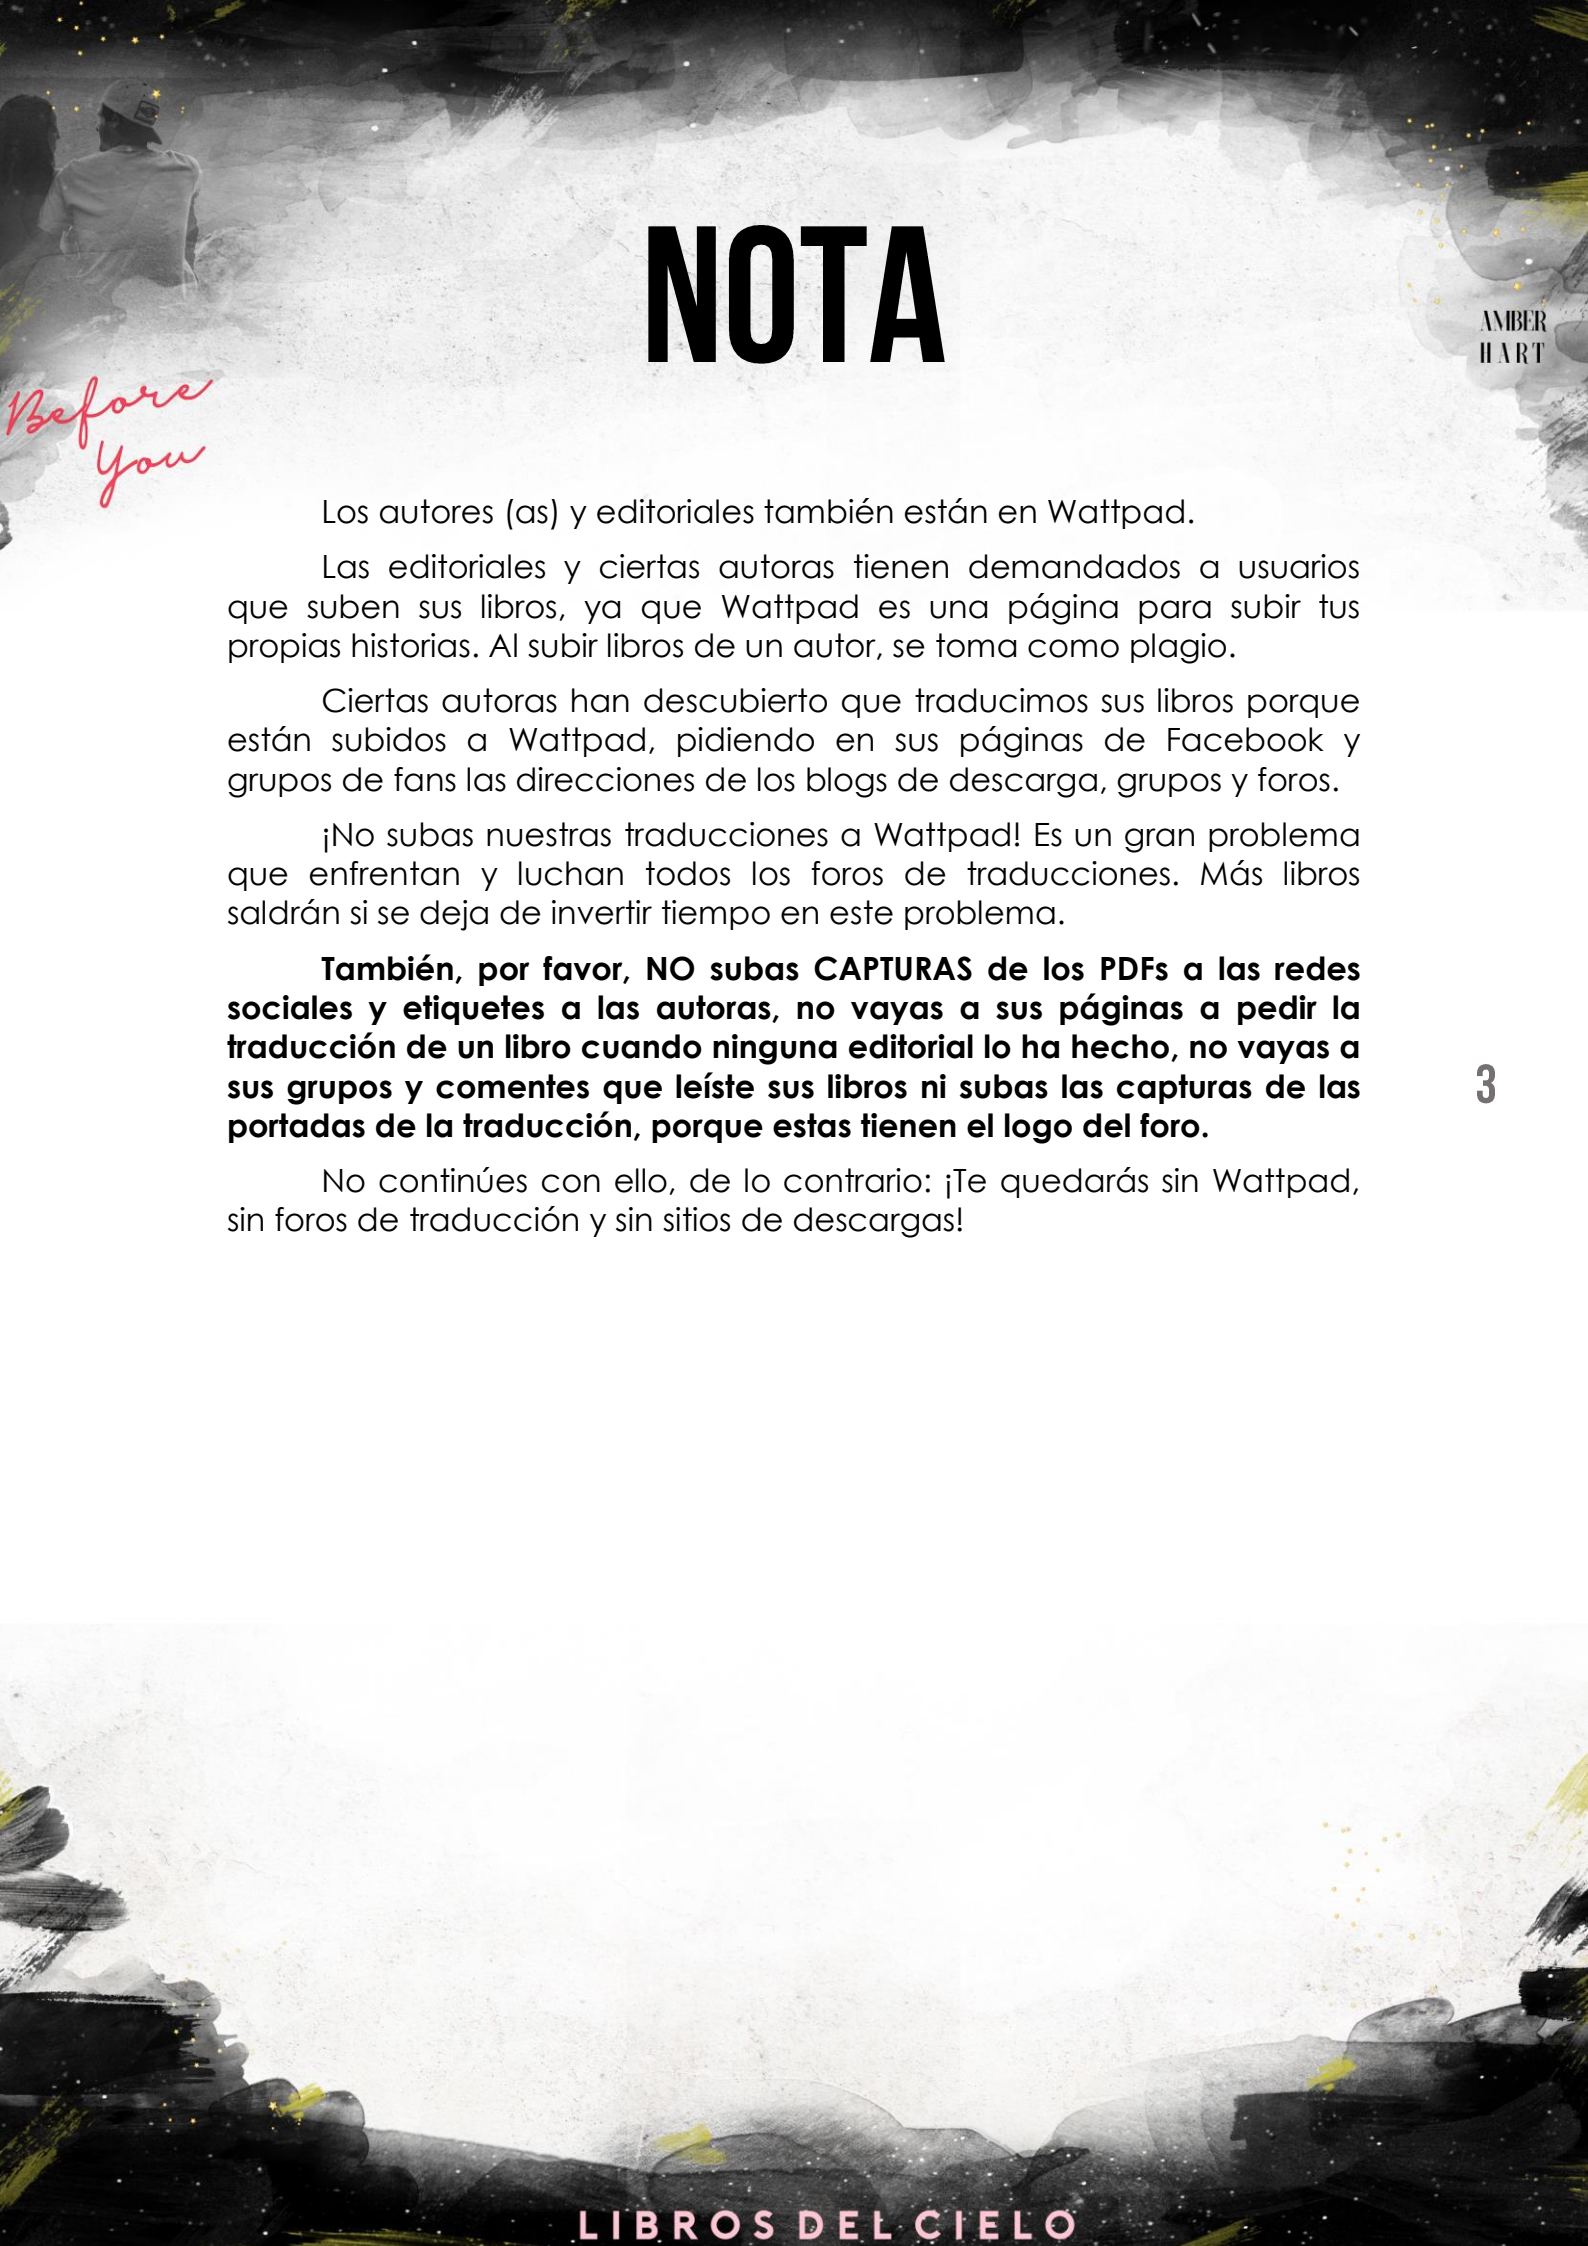 NOTA
AMBER
HART
Before
You
Los autores (as) y editoriales también están en Wattpad.
Las editoriales y ciertas autoras tienen demandados a usuarios
que suben sus libros, ya que Wattpad es una página para subir tus
propias historias. Al subir libros de un autor, se toma como plagio.
Ciertas autoras han descubierto que traducimos sus libros porque
están subidos a Wattpad, pidiendo en sus páginas de Facebook y
grupos de fans las direcciones de los blogs de descarga, grupos y foros.
¡No subas nuestras traducciones a Wattpad! Es un gran problema
que enfrentan y luchan todos los foros de traducciones. Más libros
saldrán si se deja de invertir tiempo en este problema.
También, por favor, NO subas CAPTURAS de los PDFs a las redes
sociales y etiquetes a las autoras, no vayas a sus páginas a pedir la
traducción de un libro cuando ninguna editorial lo ha hecho, no vayas a
sus grupos y comentes que leíste sus libros ni subas las capturas de las
portadas de la traducción, porque estas tienen el logo del foro.
3
No continúes con ello, de lo contrario: ¡Te quedarás sin Wattpad,
sin foros de traducción y sin sitios de descargas!
LIBROS DEL CIELO